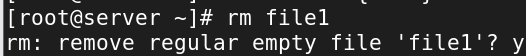 [root@server ~]# rm file1
rm: remove regular empty file 'file1'? y